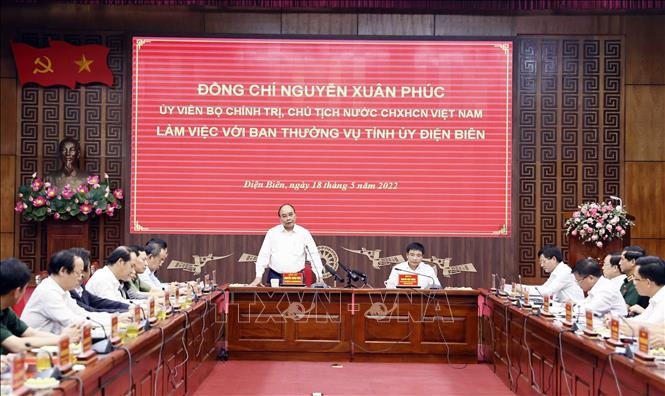 ĐỒNG CHÍ NGUYỄN XUÂN PHÚC
ỦY VIÊN BỘ CHÍNH TRỊ, CHỦ TỊCH NƯỚC CHXHCN VIỆT NAM
LÀM VIỆC VỚI BAN THƯỜNG VỤ TỈNH ỦY ĐIỆN BIÊN
Điện Biên, ngày 18 tháng 5 năm 2022